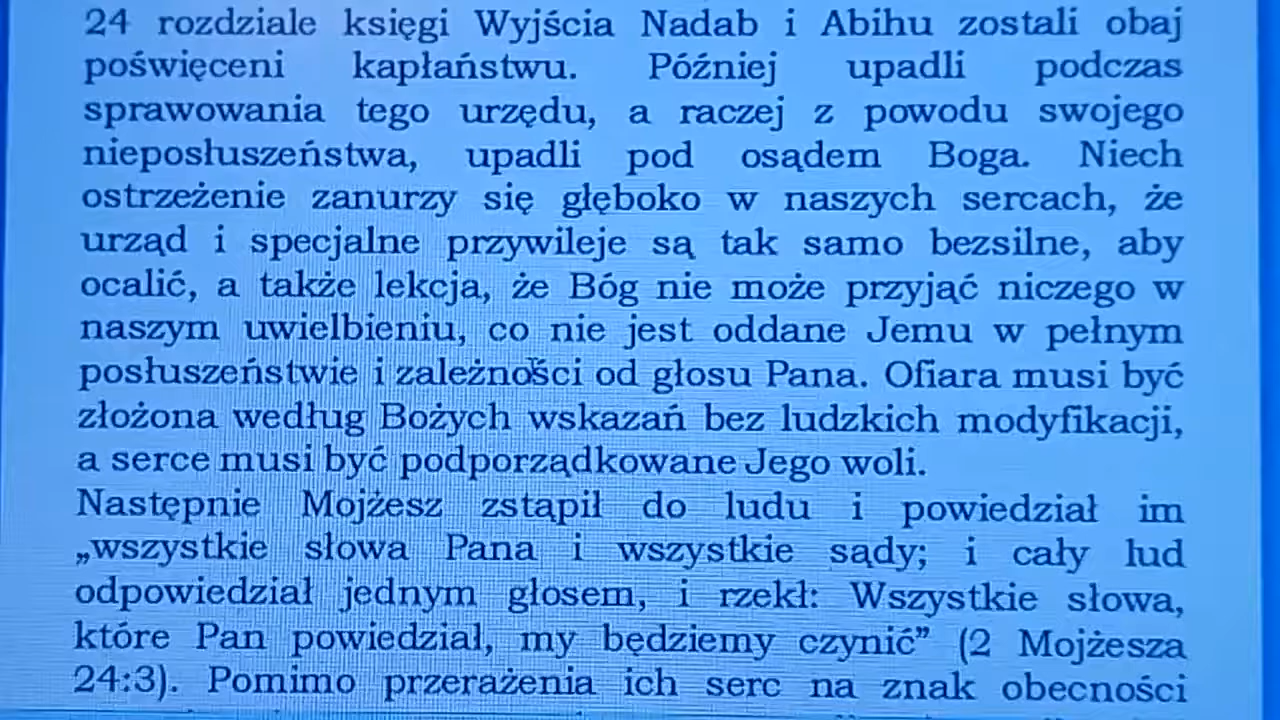 24 rozdziale księgi Wyjścia Nadab i Abihu zostali obaj
poświęceni kapłaństwu. Później upadli podczas
sprawowania tego urzędu, a raczej z powodu swojego
nieposłuszeństwa, upadli pod osądem Boga. Niech
ostrzeżenie zanurzy się głęboko w naszych sercach, że
urząd i specjalne przywileje są tak samo bezsilne, aby
ocalić, a także lekcja, że Bóg nie może przyjąć niczego w
naszym uwielbieniu, co nie jest oddane Jemu w pełnym
posłuszeństwie i zależności od głosu Pana. Ofiara musi być
złożona według Bożych wskazań bez ludzkich modyfikacji,
a serce musi być podporządkowane Jego woli.
Następnie Mojżesz zstąpił do ludu i powiedział im
„wszystkie słowa Pana i wszystkie sądy; i cały lud
odpowiedział jednym głosem, i rzekł: Wszystkie słowa,
które Pan powiedział, my będziemy czynić” (2 Mojżesza
24:3). Pomimo przerażenia ich serc na znak obecności